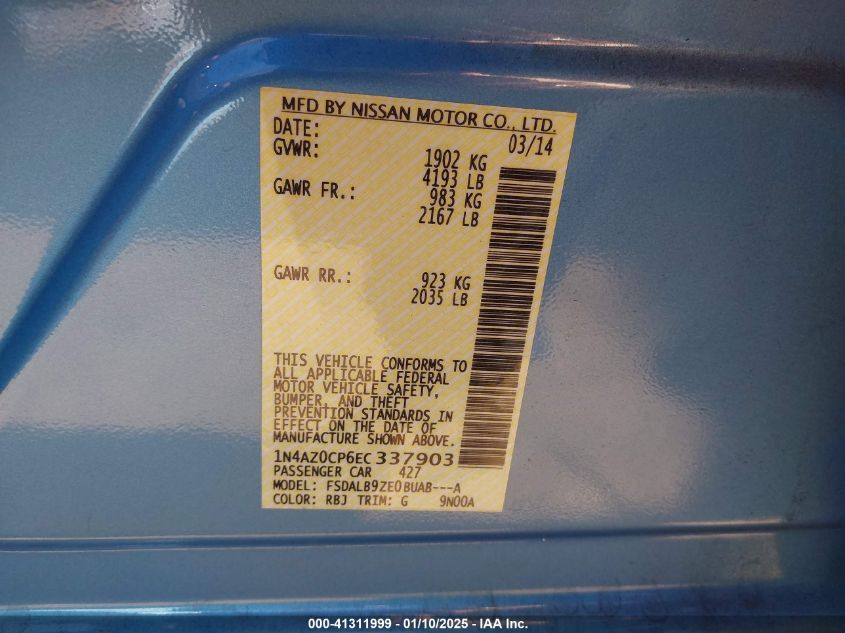 MFD BY NISSAN MOTOR CO., LTD.
DATE: 03/14
GVWR: 1902 KG
4193 LB
GAWR FR.: 983 KG
2167 LB
GAWR RR.: 923 KG
2035 LB
THIS VEHICLE CONFORMS TO
ALL APPLICABLE FEDERAL
MOTOR VEHICLE SAFETY,
BUMPER, AND THEFT
PREVENTION STANDARDS IN
EFFECT ON THE DATE OF
MANUFACTURE SHOWN ABOVE.
1N4AZ0CP6EC 337903
PASSENGER CAR 427
MODEL: FSDALB9ZE0BUAB---A
COLOR: RBJ TRIM: G 9N00A
000-41311999 - 01/10/2025 - IAA Inc.